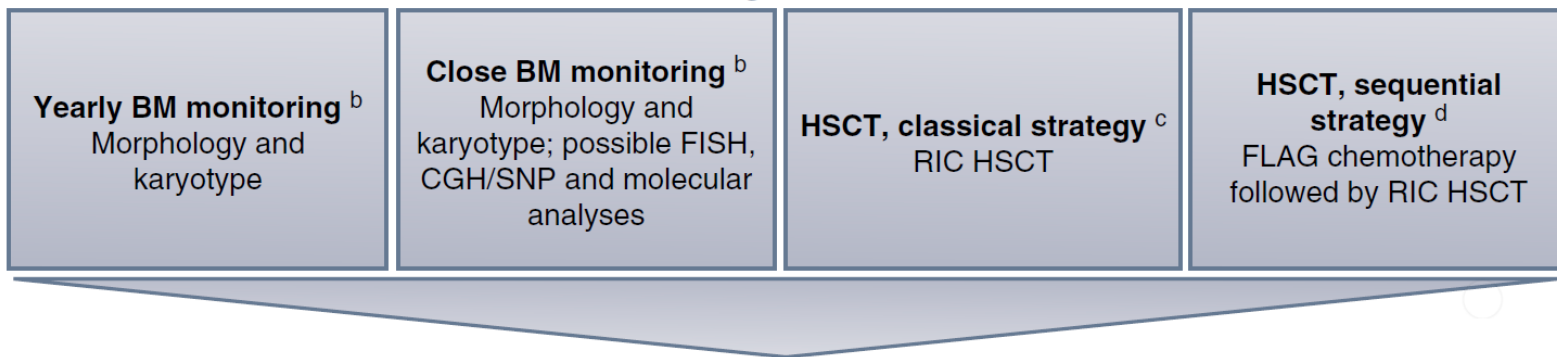 Yearly BM monitoring b
Morphology and
karyotype
Close BM monitoring b
Morphology and
karyotype; possible FISH,
CGH/SNP and molecular
analyses
HSCT, classical strategy c
RIC HSCT
HSCT, sequential
strategy d
FLAG chemotherapy
followed by RIC HSCT